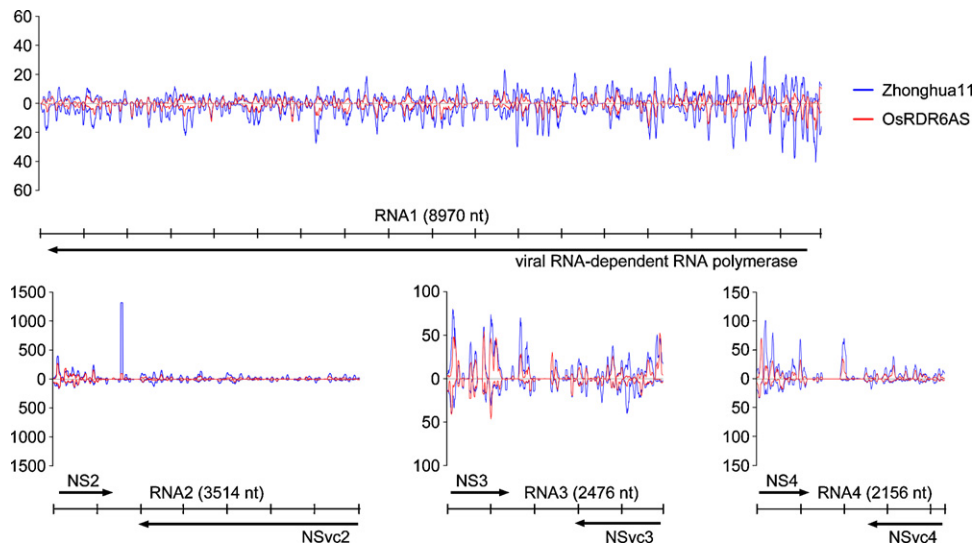 60
40
20
0
20
40
60
Zhonghua11
OsRDR6AS
RNA1 (8970 nt)
viral RNA-dependent RNA polymerase
1500
1000
500
0
500
1000
1500
NS2
RNA2 (3514 nt)
NSvc2
100
50
0
50
100
NS3
RNA3 (2476 nt)
NSvc3
150
100
50
0
50
100
150
NS4
RNA4 (2156 nt)
NSvc4